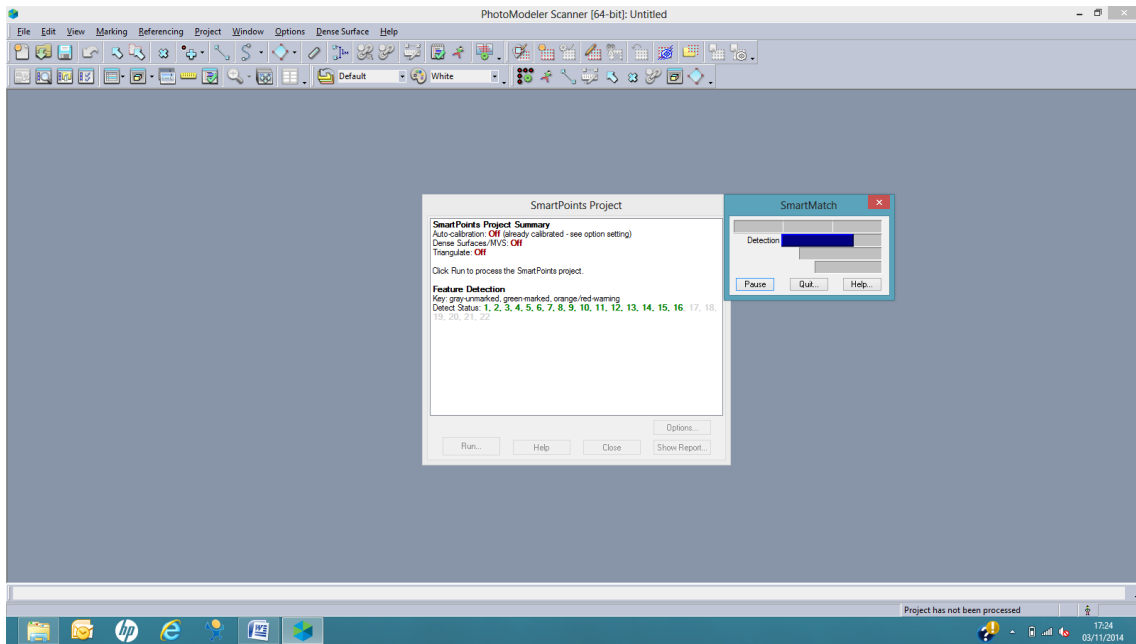 PhotoModeler Scanner [64-bit]: Untitled
File Edit View Marking Referencing Project Window Options Dense Surface Help
Default White
SmartPoints Project
SmartPoints Project Summary
Auto-calibration: Off (already calibrated - see option setting)
Dense Surfaces/MVS: Off
Triangulate: Off
Click Run to process the SmartPoints project.
Feature Detection
Key: gray-unmarked, green-marked, orange/red-warning
Detect Status: 1, 2, 3, 4, 5, 6, 7, 8, 9, 10, 11, 12, 13, 14, 15, 16, 17, 18,
19, 20, 21, 22
Options...
Run... Help Close Show Report...
SmartMatch
Detection
Pause Quit... Help...
Project has not been processed
hp
17:24
03/11/2014